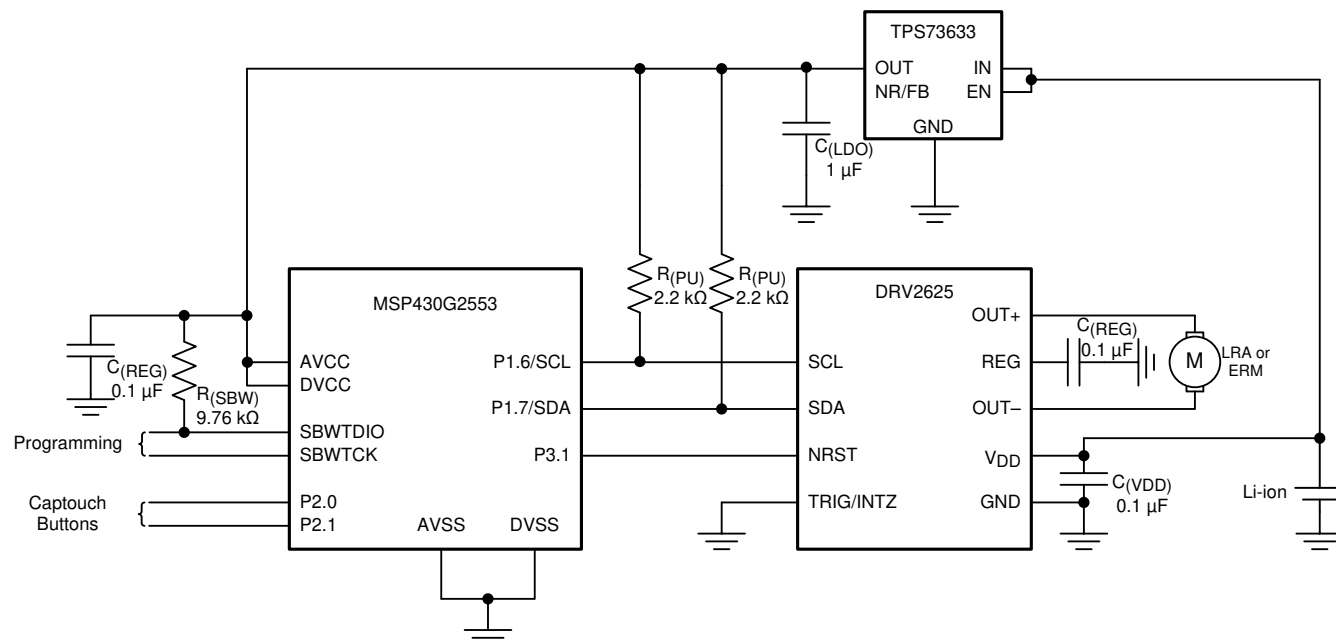 TPS73633
OUT
IN
NR/FB
EN
GND
C(LDO)
1 µF
R(PU)
2.2 kΩ
R(PU)
2.2 kΩ
MSP430G2553
AVCC
DVCC
SBWTDIO
SBWTCK
P2.0
P2.1
P1.6/SCL
P1.7/SDA
P3.1
AVSS
DVSS
C(REG)
0.1 µF
R(SBW)
9.76 kΩ
Programming
Captouch
Buttons
DRV2625
SCL
SDA
NRST
TRIG/INTZ
OUT+
REG
OUT–
VDD
GND
C(REG)
0.1 µF
M
LRA or
ERM
C(VDD)
0.1 µF
Li-ion